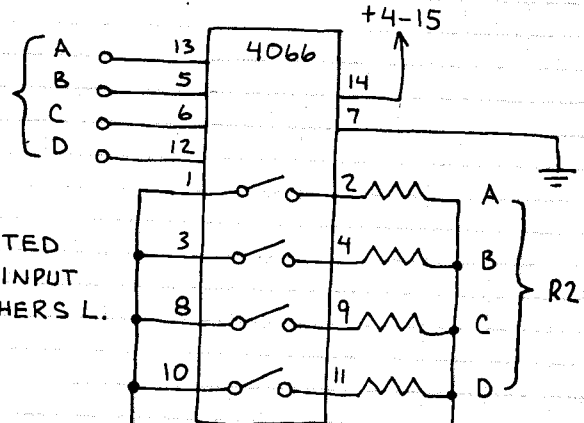 +4-15
4066
A 13
B 5
C 6
D 12
14
7
1 2 A
3 4 B
8 9 C
10 11 D
R2
TED
INPUT
HERS L.